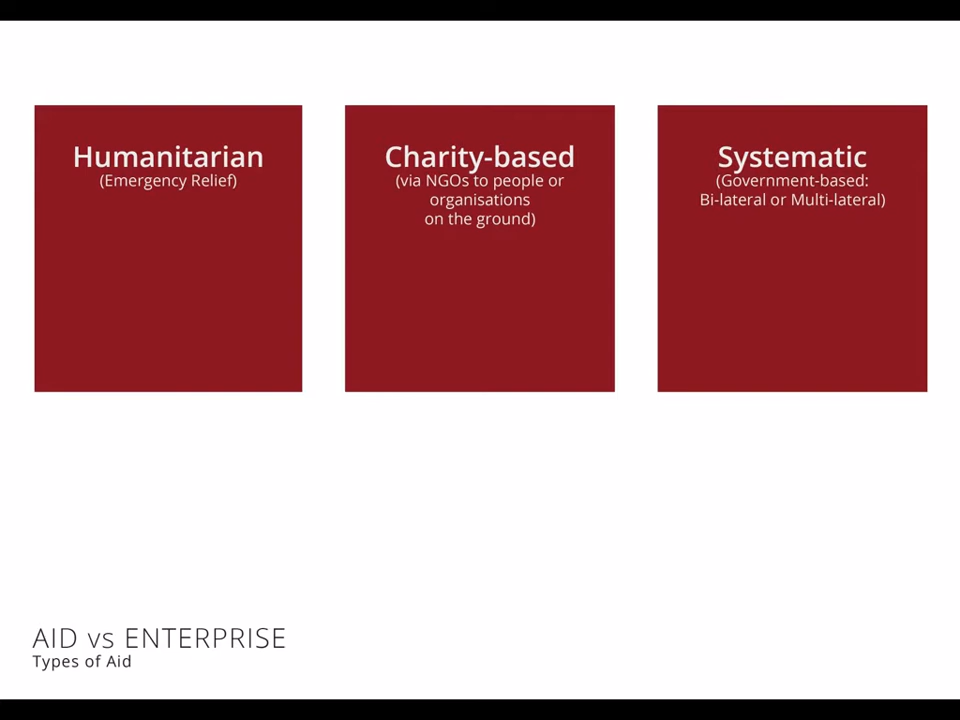 Humanitarian
(Emergency Relief)
Charity-based
(via NGOs to people or
organisations
on the ground)
Systematic
(Government-based:
Bi-lateral or Multi-lateral)
AID vs ENTERPRISE
Types of Aid